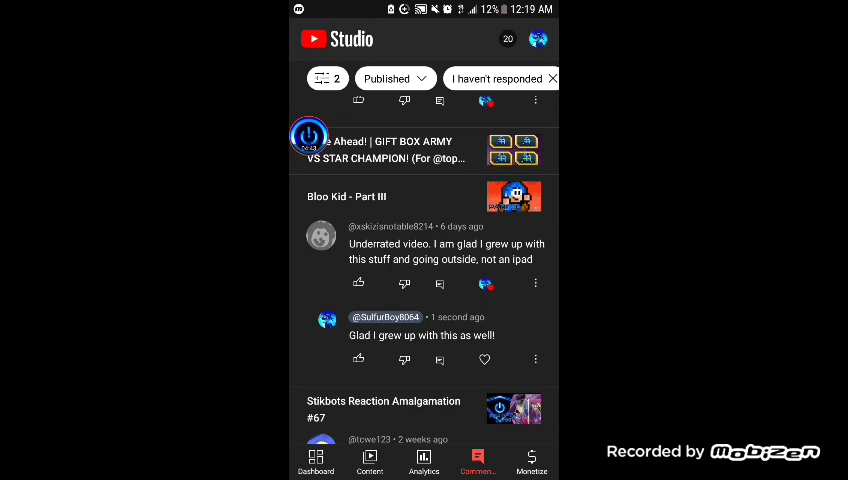 12% 12:19 AM
Studio
20
2
Published
I haven't responded
04:43
Ahead! | GIFT BOX ARMY
VS STAR CHAMPION! (For @top...
Bloo Kid - Part III
@xskizisnotable8214 • 6 days ago
Underrated video. I am glad I grew up with
this stuff and going outside, not an ipad
@SulfurBoy8064 • 1 second ago
Glad I grew up with this as well!
Stikbots Reaction Amalgamation
#67
@tcwe123 • 2 weeks ago
Dashboard
Content
Analytics
Commen...
Monetize
Recorded by mobizen